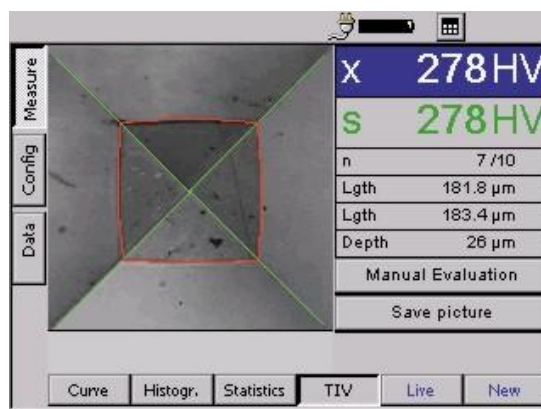 Measure
Config
Data
x 278HV
s 278HV
n 7/10
Lgth 181.8 µm
Lgth 183.4 µm
Depth 26 µm
Manual Evaluation
Save picture
Curve Histogr. Statistics TIV Live New